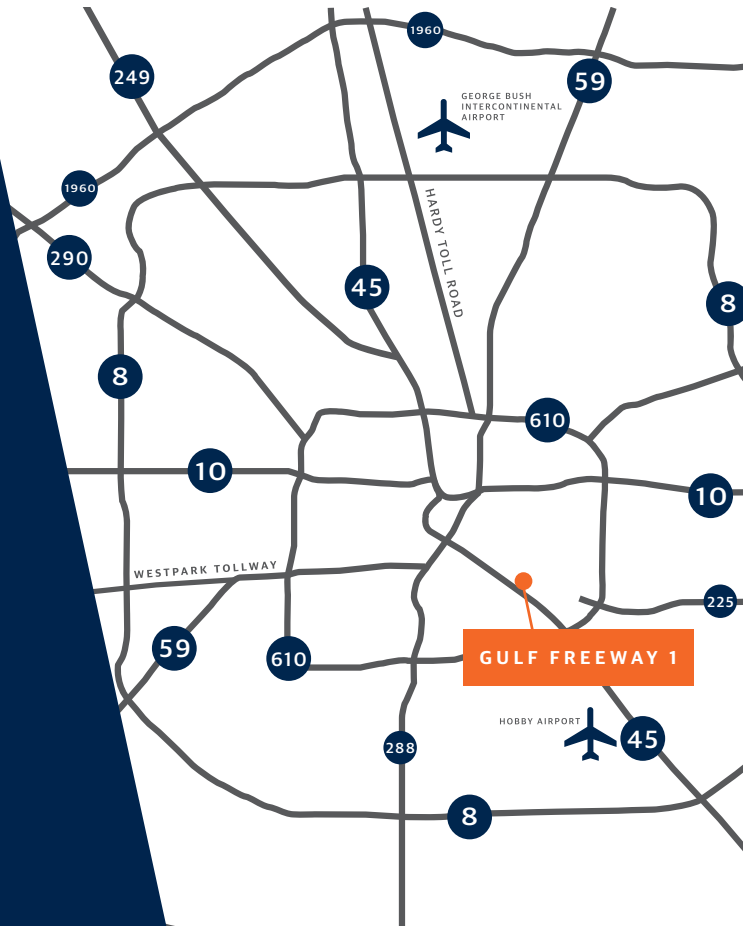 1960
249
59
GEORGE BUSH
INTERCONTINENTAL
AIRPORT
1960
HARDY TOLL ROAD
290
45
8
8
610
10
10
WESTPARK TOLLWAY
225
59
610
GULF FREEWAY 1
HOBBY AIRPORT
45
288
8